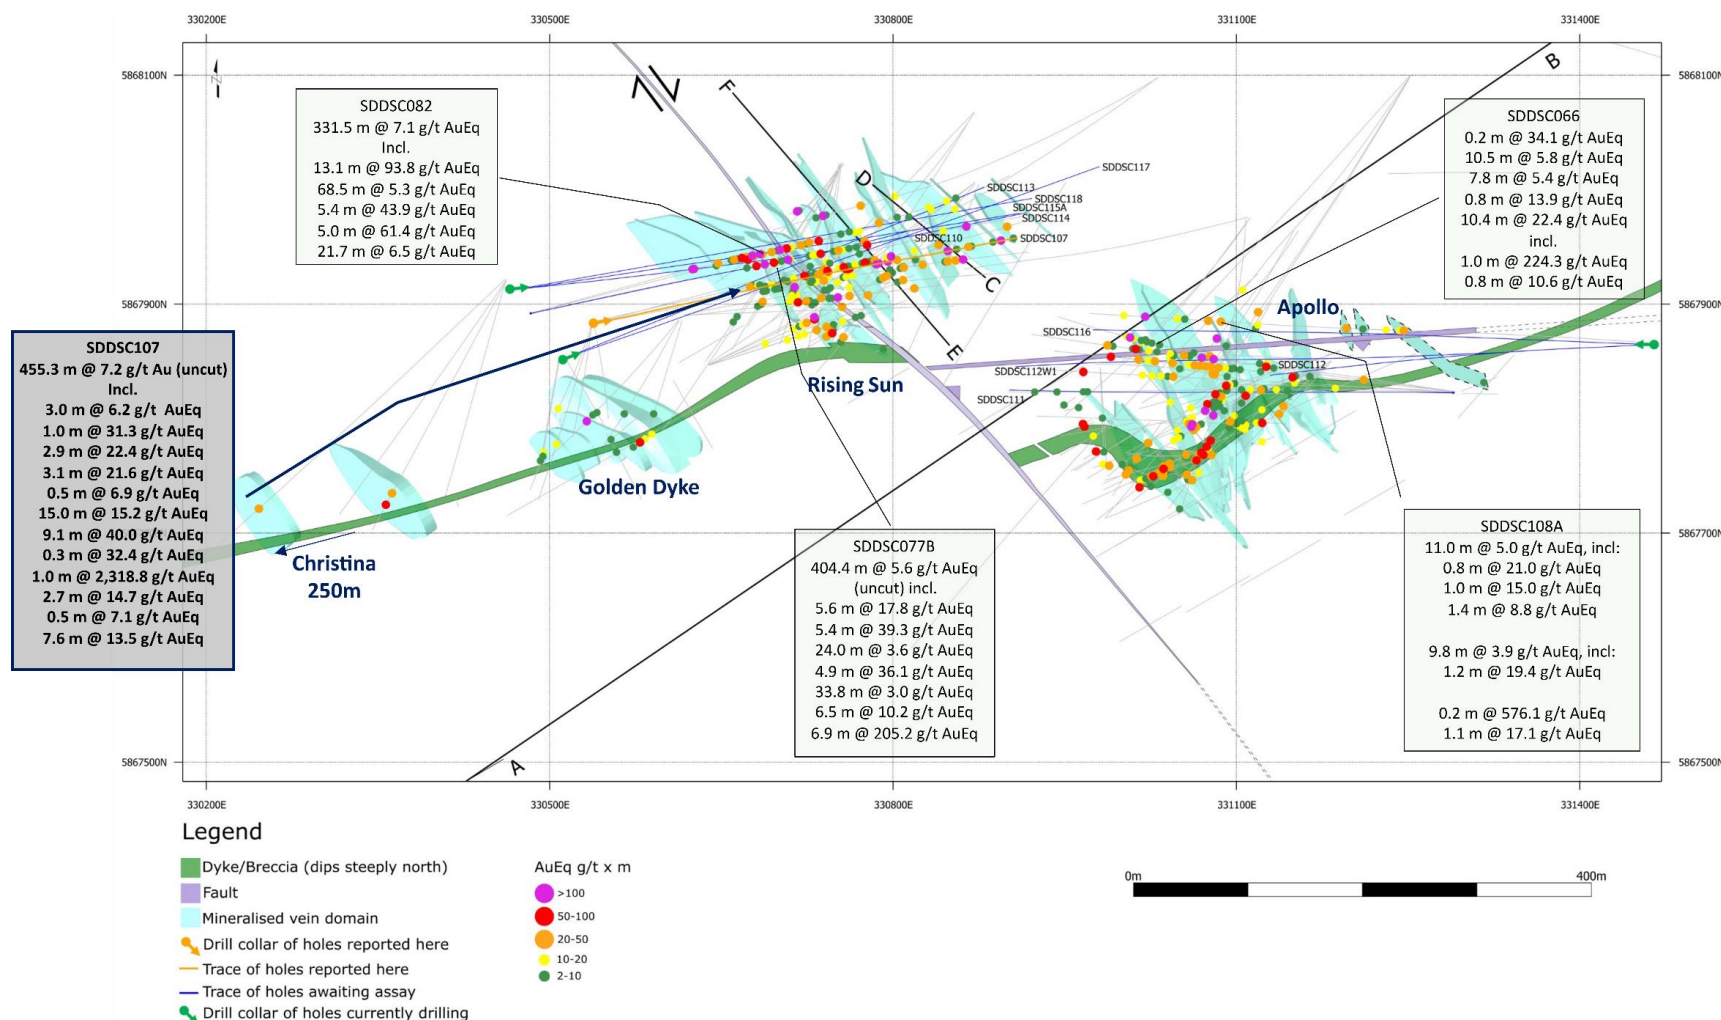 330200E
330500E
330800E
331100E
331400E
5868100N
5868100N
N
F
B
SDDSC082
331.5 m @ 7.1 g/t AuEq
Incl.
13.1 m @ 93.8 g/t AuEq
68.5 m @ 5.3 g/t AuEq
5.4 m @ 43.9 g/t AuEq
5.0 m @ 61.4 g/t AuEq
21.7 m @ 6.5 g/t AuEq
SDDSC066
0.2 m @ 34.1 g/t AuEq
10.5 m @ 5.8 g/t AuEq
7.8 m @ 5.4 g/t AuEq
0.8 m @ 13.9 g/t AuEq
10.4 m @ 22.4 g/t AuEq
incl.
1.0 m @ 224.3 g/t AuEq
0.8 m @ 10.6 g/t AuEq
D
SDDSC117
SDDSC113
SDDSC118
SDDSC115A
SDDSC114
SDDSC110
SDDSC107
C
5867900N
5867900N
Apollo
SDDSC116
E
SDDSC112W1
SDDSC112
SDDSC111
Rising Sun
SDDSC107
455.3 m @ 7.2 g/t Au (uncut)
Incl.
3.0 m @ 6.2 g/t AuEq
1.0 m @ 31.3 g/t AuEq
2.9 m @ 22.4 g/t AuEq
3.1 m @ 21.6 g/t AuEq
0.5 m @ 6.9 g/t AuEq
15.0 m @ 15.2 g/t AuEq
9.1 m @ 40.0 g/t AuEq
0.3 m @ 32.4 g/t AuEq
1.0 m @ 2,318.8 g/t AuEq
2.7 m @ 14.7 g/t AuEq
0.5 m @ 7.1 g/t AuEq
7.6 m @ 13.5 g/t AuEq
Golden Dyke
Christina
250m
5867700N
SDDSC077B
404.4 m @ 5.6 g/t AuEq
(uncut) incl.
5.6 m @ 17.8 g/t AuEq
5.4 m @ 39.3 g/t AuEq
24.0 m @ 3.6 g/t AuEq
4.9 m @ 36.1 g/t AuEq
33.8 m @ 3.0 g/t AuEq
6.5 m @ 10.2 g/t AuEq
6.9 m @ 205.2 g/t AuEq
SDDSC108A
11.0 m @ 5.0 g/t AuEq, incl:
0.8 m @ 21.0 g/t AuEq
1.0 m @ 15.0 g/t AuEq
1.4 m @ 8.8 g/t AuEq
9.8 m @ 3.9 g/t AuEq, incl:
1.2 m @ 19.4 g/t AuEq
0.2 m @ 576.1 g/t AuEq
1.1 m @ 17.1 g/t AuEq
A
5867500N
5867500N
330200E
330500E
330800E
331100E
331400E
Legend
Dyke/Breccia (dips steeply north)
Fault
Mineralised vein domain
Drill collar of holes reported here
Trace of holes reported here
Trace of holes awaiting assay
Drill collar of holes currently drilling
AuEq g/t x m
>100
50-100
20-50
10-20
2-10
0m
400m